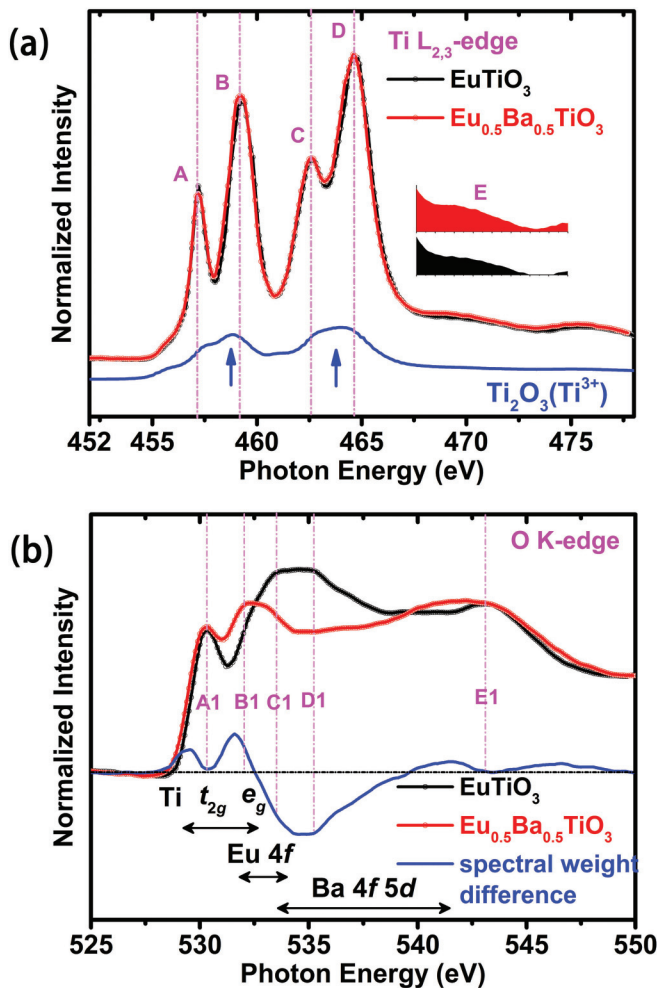 (a)
Ti L2,3-edge
EuTiO3
Eu0.5Ba0.5TiO3
A
B
C
D
E
Ti2O3(Ti3+)
Normalized Intensity
452 455 460 465 470 475
Photon Energy (eV)
(b)
O K-edge
A1 B1 C1 D1 E1
Ti t2g eg
Eu 4f
Ba 4f 5d
EuTiO3
Eu0.5Ba0.5TiO3
spectral weight
difference
Normalized Intensity
525 530 535 540 545 550
Photon Energy (eV)